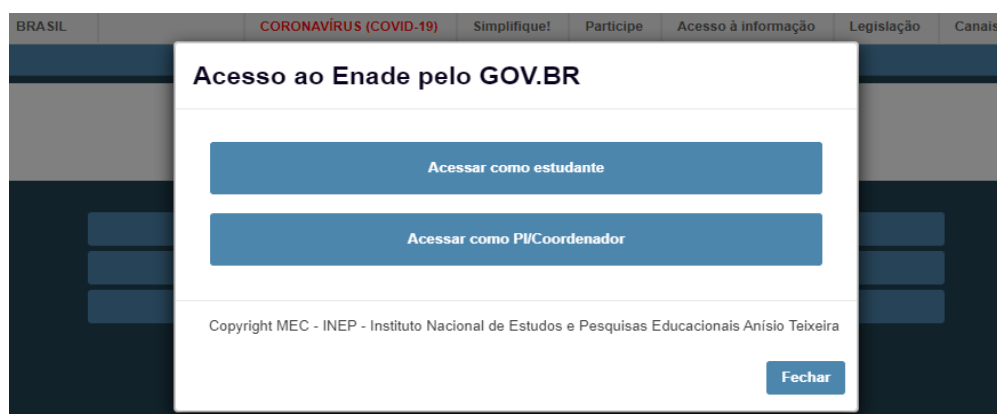 BRASIL CORONAVÍRUS (COVID-19) Simplifique! Participe Acesso à informação Legislação Canais
Acesso ao Enade pelo GOV.BR
Acessar como estudante
Acessar como PI/Coordenador
Copyright MEC - INEP - Instituto Nacional de Estudos e Pesquisas Educacionais Anísio Teixeira
Fechar